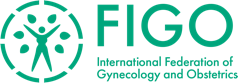 FIGO
International Federation of
Gynecology and Obstetrics